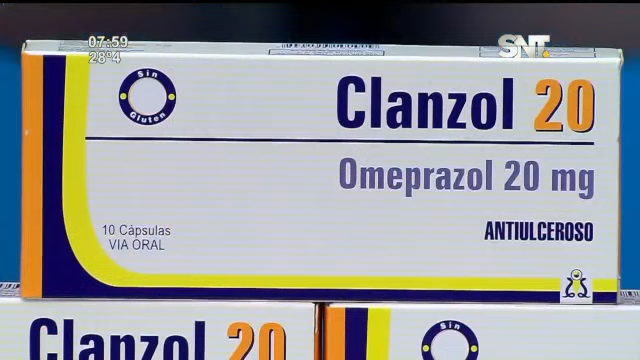 07:59
28°4
SNT.
Sin
Gluten
Clanzol 20
Omeprazol 20 mg
10 Cápsulas
VIA ORAL
ANTIULCEROSO
Clanzol 20
Sin